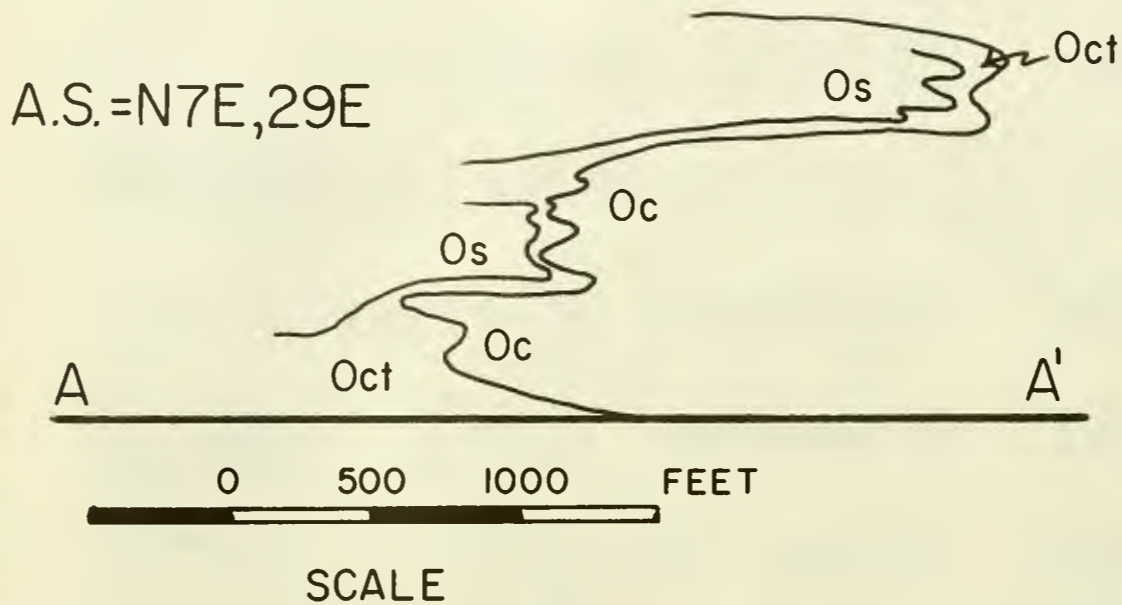 Oct
Os
A.S.=N7E,29E
Oc
Os
Oc
Oct
A A'
0 500 1000 FEET
SCALE